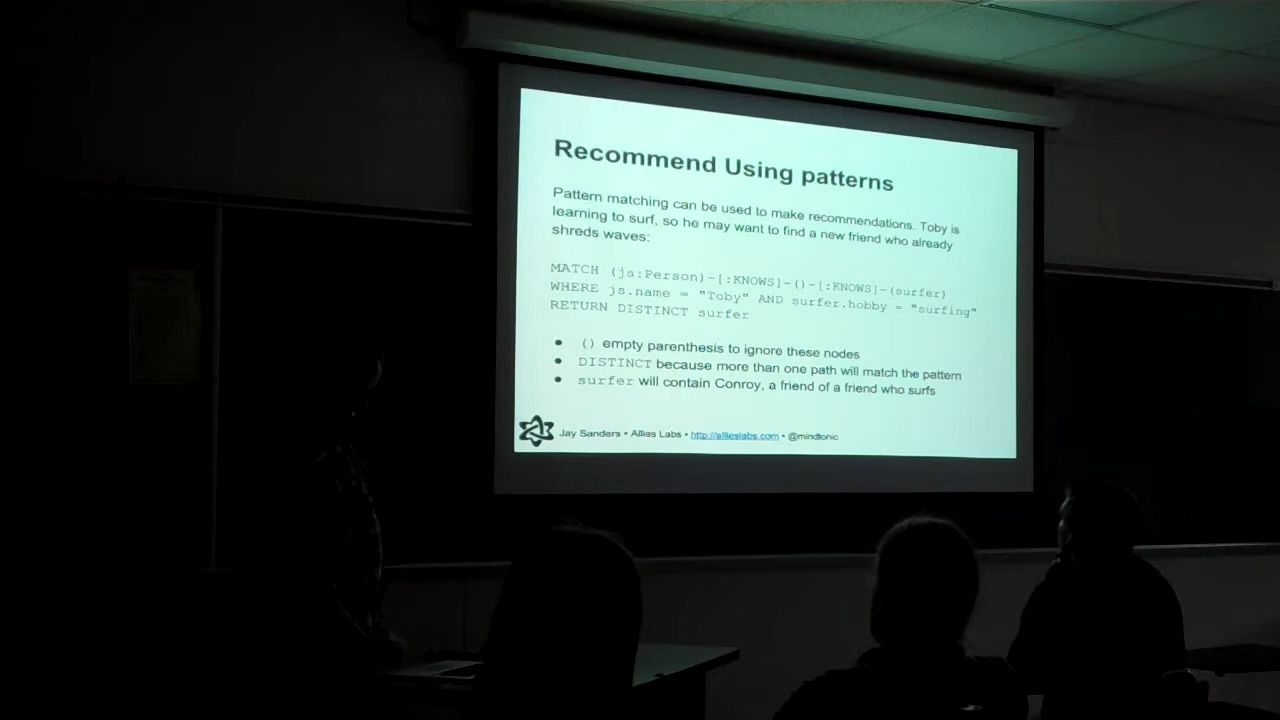 Recommend Using patterns
Pattern matching can be used to make recommendations. Toby is
learning to surf, so he may want to find a new friend who already
shreds waves:
MATCH (js:Person)-[:KNOWS]-()-[:KNOWS]-(surfer)
WHERE js.name = "Toby" AND surfer.hobby = "surfing"
RETURN DISTINCT surfer
• () empty parenthesis to ignore these nodes
• DISTINCT because more than one path will match the pattern
• surfer will contain Conroy, a friend of a friend who surfs
Jay Sanders • Allies Labs • http://allieslabs.com • @mindtonic